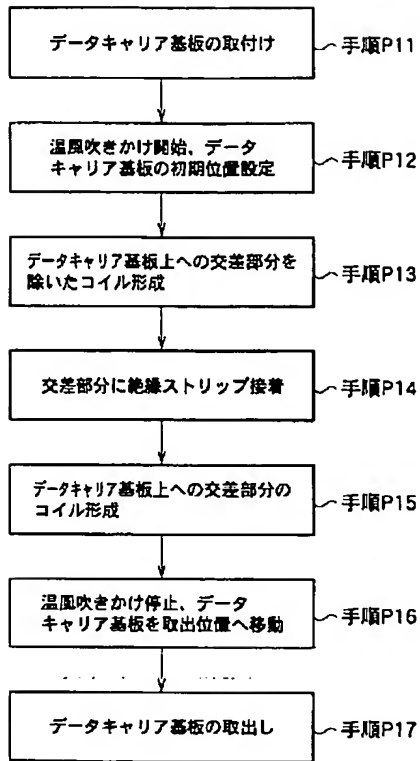 データキャリア基板の取付け
手順P11
温風吹きかけ開始、データ
キャリア基板の初期位置設定
手順P12
データキャリア基板上への交差部分を
除いたコイル形成
手順P13
交差部分に絶縁ストリップ接着
手順P14
データキャリア基板上への交差部分の
コイル形成
手順P15
温風吹きかけ停止、データ
キャリア基板を取出位置へ移動
手順P16
データキャリア基板の取出し
手順P17